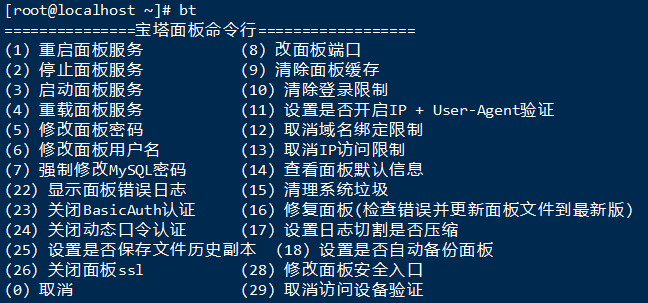 [root@localhost ~]# bt
===============宝塔面板命令行==================
(1) 重启面板服务 (8) 改面板端口
(2) 停止面板服务 (9) 清除面板缓存
(3) 启动面板服务 (10) 清除登录限制
(4) 重载面板服务 (11) 设置是否开启IP + User-Agent验证
(5) 修改面板密码 (12) 取消域名绑定限制
(6) 修改面板用户名 (13) 取消IP访问限制
(7) 强制修改MySQL密码 (14) 查看面板默认信息
(22) 显示面板错误日志 (15) 清理系统垃圾
(23) 关闭BasicAuth认证 (16) 修复面板(检查错误并更新面板文件到最新版)
(24) 关闭动态口令认证 (17) 设置日志切割是否压缩
(25) 设置是否保存文件历史副本 (18) 设置是否自动备份面板
(26) 关闭面板ssl (28) 修改面板安全入口
(0) 取消 (29) 取消访问设备验证